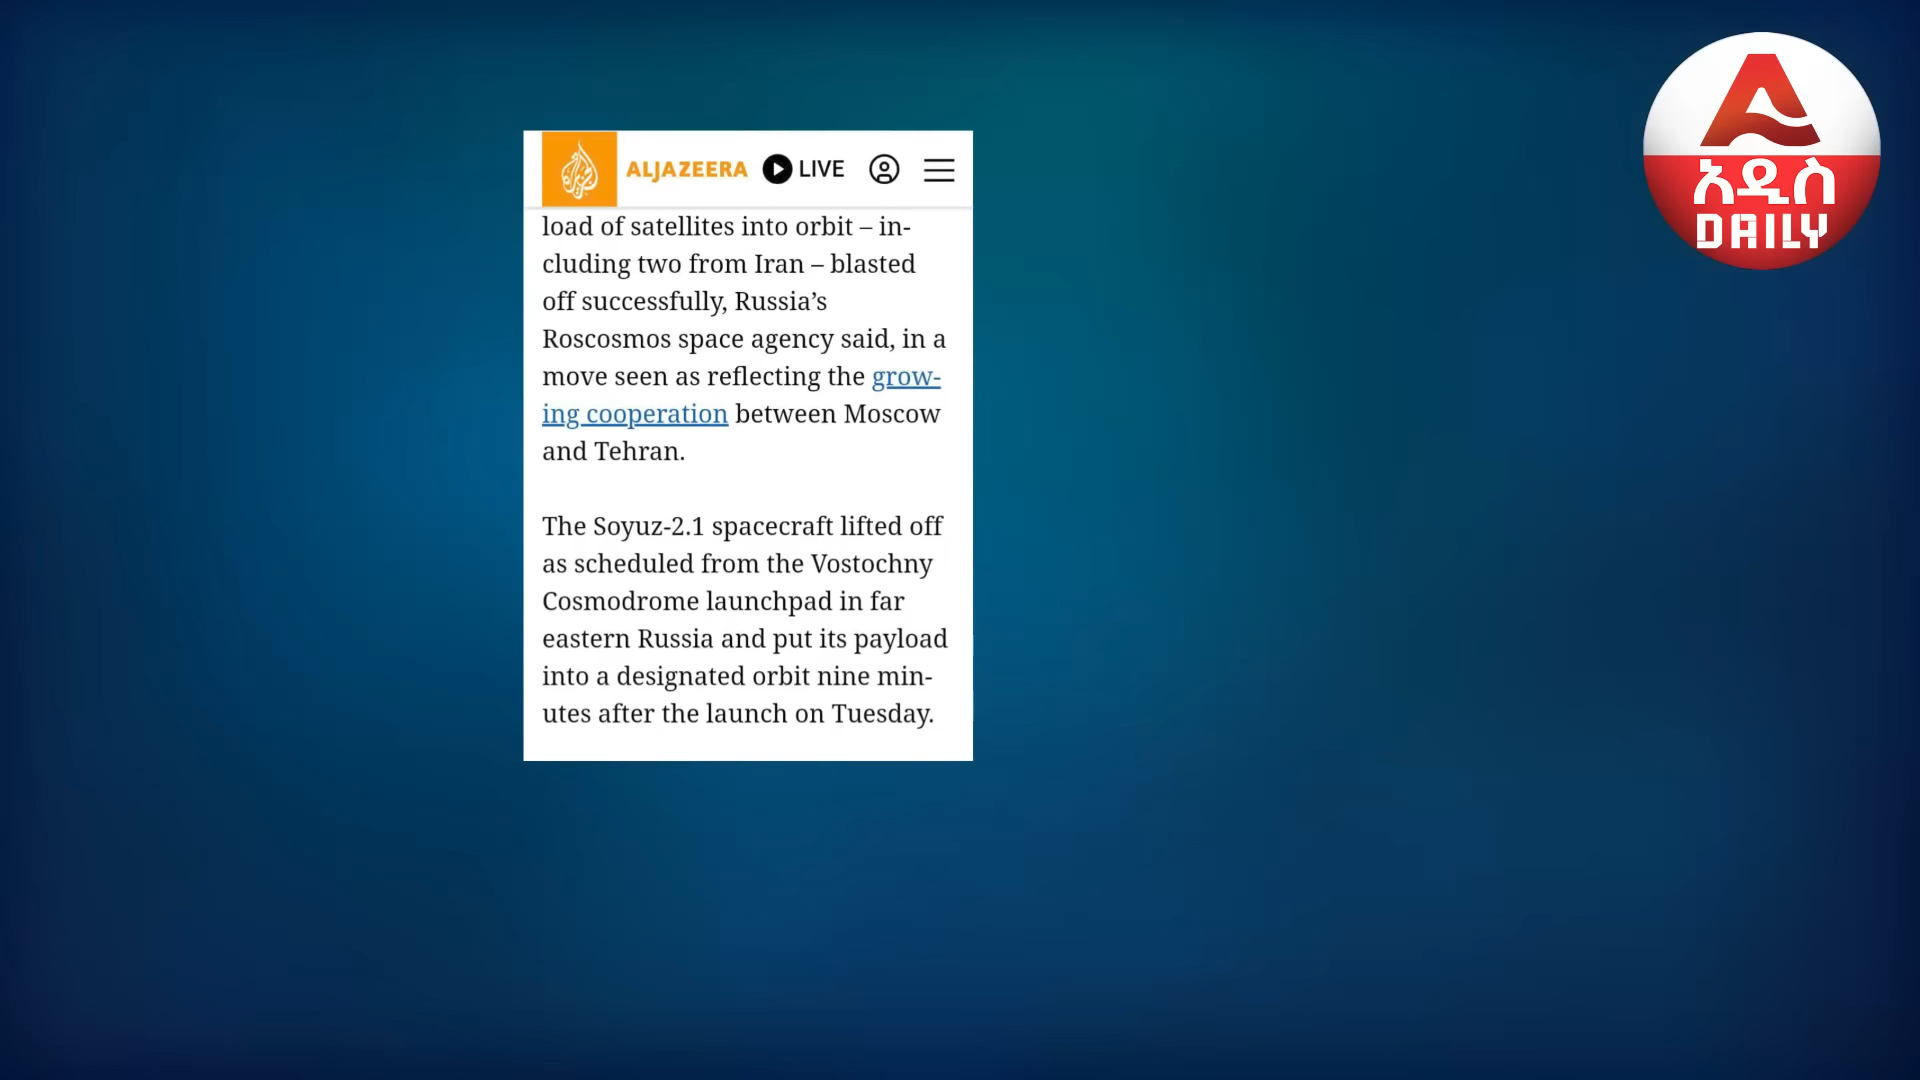 ALJAZEERA LIVE
load of satellites into orbit – in-
cluding two from Iran – blasted
off successfully, Russia’s
Roscosmos space agency said, in a
move seen as reflecting the grow-
ing cooperation between Moscow
and Tehran.
The Soyuz-2.1 spacecraft lifted off
as scheduled from the Vostochny
Cosmodrome launchpad in far
eastern Russia and put its payload
into a designated orbit nine min-
utes after the launch on Tuesday.
አዲስ
DAILY